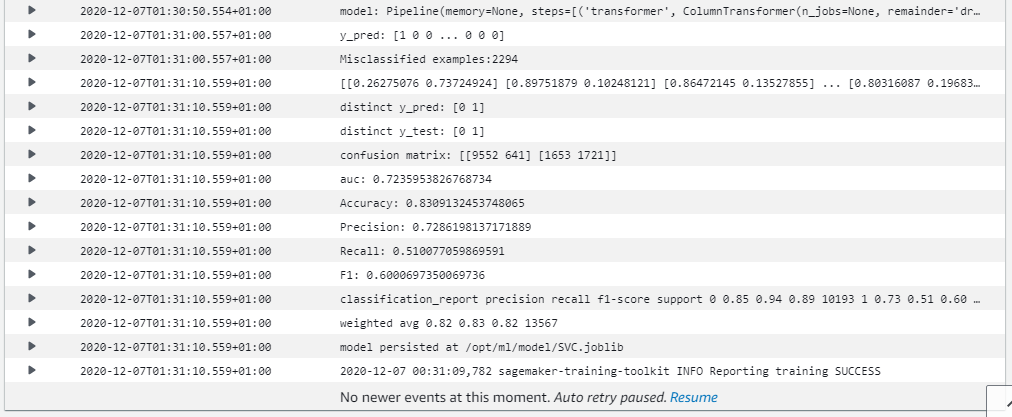 2020-12-07T01:30:50.554+01:00 model: Pipeline(memory=None, steps=[('transformer', ColumnTransformer(n_jobs=None, remainder='dr…
2020-12-07T01:31:00.557+01:00 y_pred: [1 0 0 ... 0 0 0]
2020-12-07T01:31:00.557+01:00 Misclassified examples:2294
2020-12-07T01:31:10.559+01:00 [[0.26275076 0.73724924] [0.89751879 0.10248121] [0.86472145 0.13527855] ... [0.80316087 0.19683…
2020-12-07T01:31:10.559+01:00 distinct y_pred: [0 1]
2020-12-07T01:31:10.559+01:00 distinct y_test: [0 1]
2020-12-07T01:31:10.559+01:00 confusion matrix: [[9552 641] [1653 1721]]
2020-12-07T01:31:10.559+01:00 auc: 0.7235953826768734
2020-12-07T01:31:10.559+01:00 Accuracy: 0.8309132453748065
2020-12-07T01:31:10.559+01:00 Precision: 0.7286198137171889
2020-12-07T01:31:10.559+01:00 Recall: 0.510077059869591
2020-12-07T01:31:10.559+01:00 F1: 0.6000697350069736
2020-12-07T01:31:10.559+01:00 classification_report precision recall f1-score support 0 0.85 0.94 0.89 10193 1 0.73 0.51 0.60 …
2020-12-07T01:31:10.559+01:00 weighted avg 0.82 0.83 0.82 13567
2020-12-07T01:31:10.559+01:00 model persisted at /opt/ml/model/SVC.joblib
2020-12-07T01:31:10.559+01:00 2020-12-07 00:31:09,782 sagemaker-training-toolkit INFO Reporting training SUCCESS
No newer events at this moment. Auto retry paused. Resume